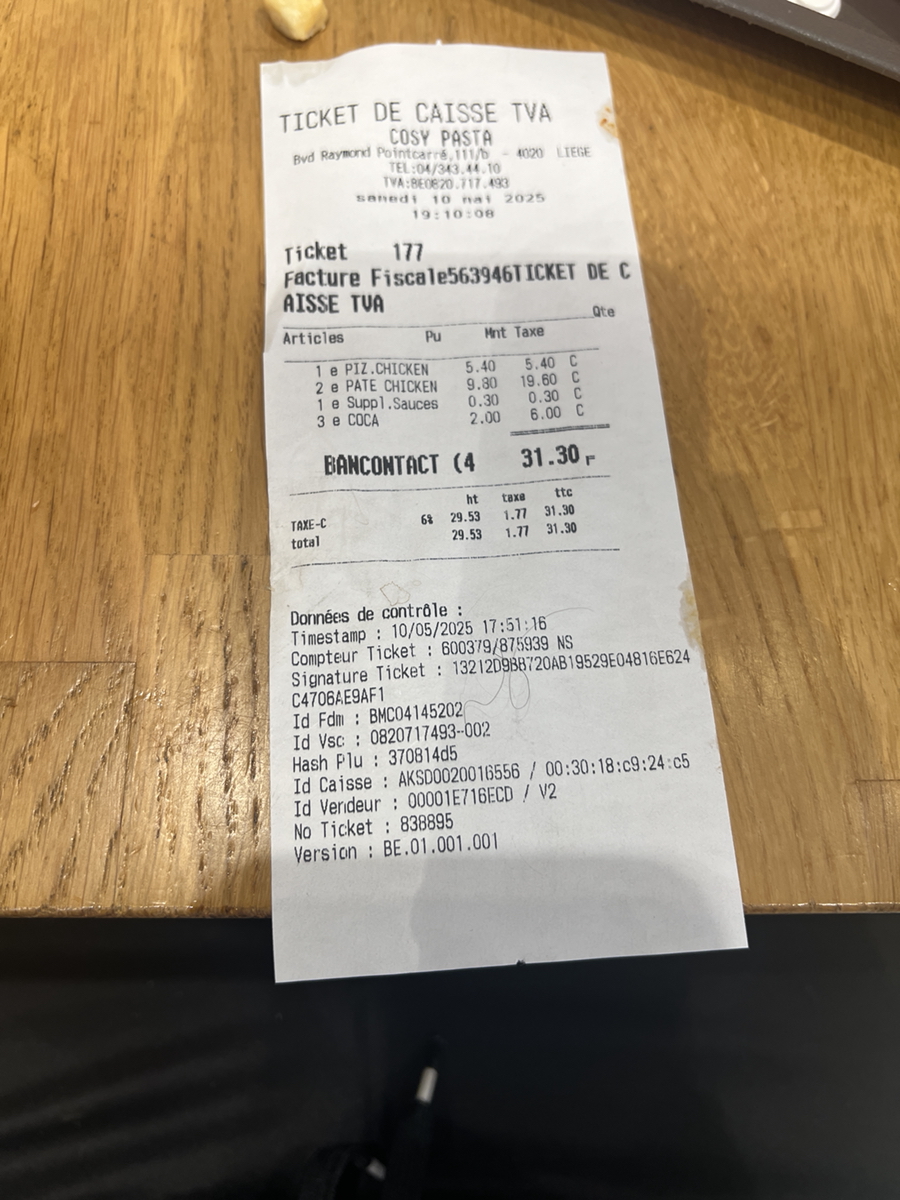 TICKET DE CAISSE TVA
COSY PASTA
Bvd Raymond Pointcarré,111/b - 4020 LIEGE
TEL:04/343.44.10
TVA:BE0820.717.493
samedi 10 mai 2025
19:10:08
Ticket 177
Facture Fiscale563946TICKET DE C
AISSE TVA
Qte
Articles Pu Mnt Taxe
1 e PIZ.CHICKEN 5.40 5.40 C
2 e PATE CHICKEN 9.80 19.60 C
1 e Suppl.Sauces 0.30 0.30 C
3 e COCA 2.00 6.00 C
BANCONTACT (4 31.30
ht taxe ttc
TAXE-C 6% 29.53 1.77 31.30
total 29.53 1.77 31.30
Données de contrôle :
Timestamp : 10/05/2025 17:51:16
Compteur Ticket : 600379/875939 NS
Signature Ticket : 13212D9BB720AB19529E04816E624
C4706AE9AF1
Id Fdm : BMC04145202
Id Vsc : 0820717493-002
Hash Plu : 370814d5
Id Caisse : AKSD0020016556 / 00:30:18:c9:24:c5
Id Vendeur : 00001E716ECD / V2
No Ticket : 838895
Version : BE.01.001.001